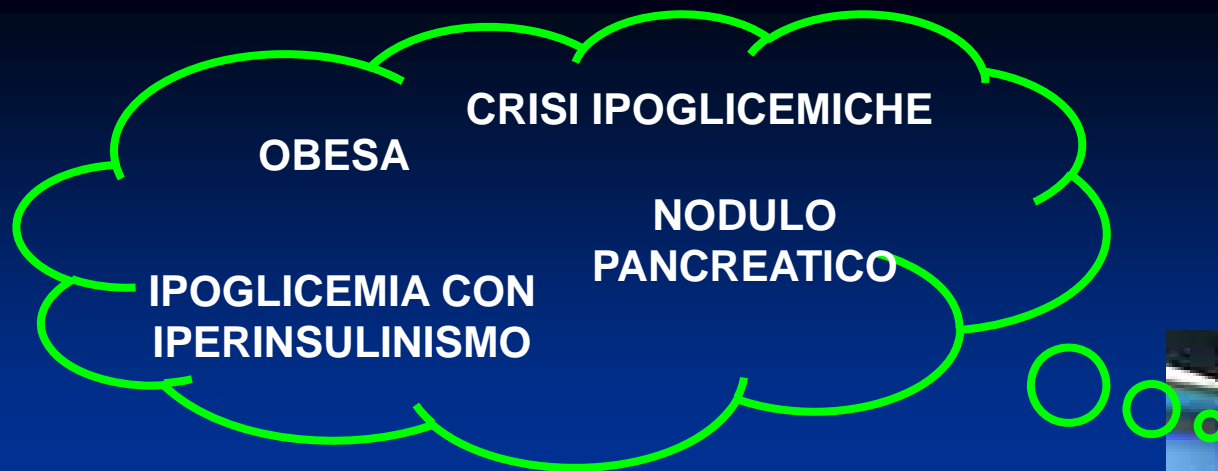 CRISI IPOGLICEMICHE
OBESA
NODULO
PANCREATICO
IPOGLICEMIA CON
IPERINSULINISMO